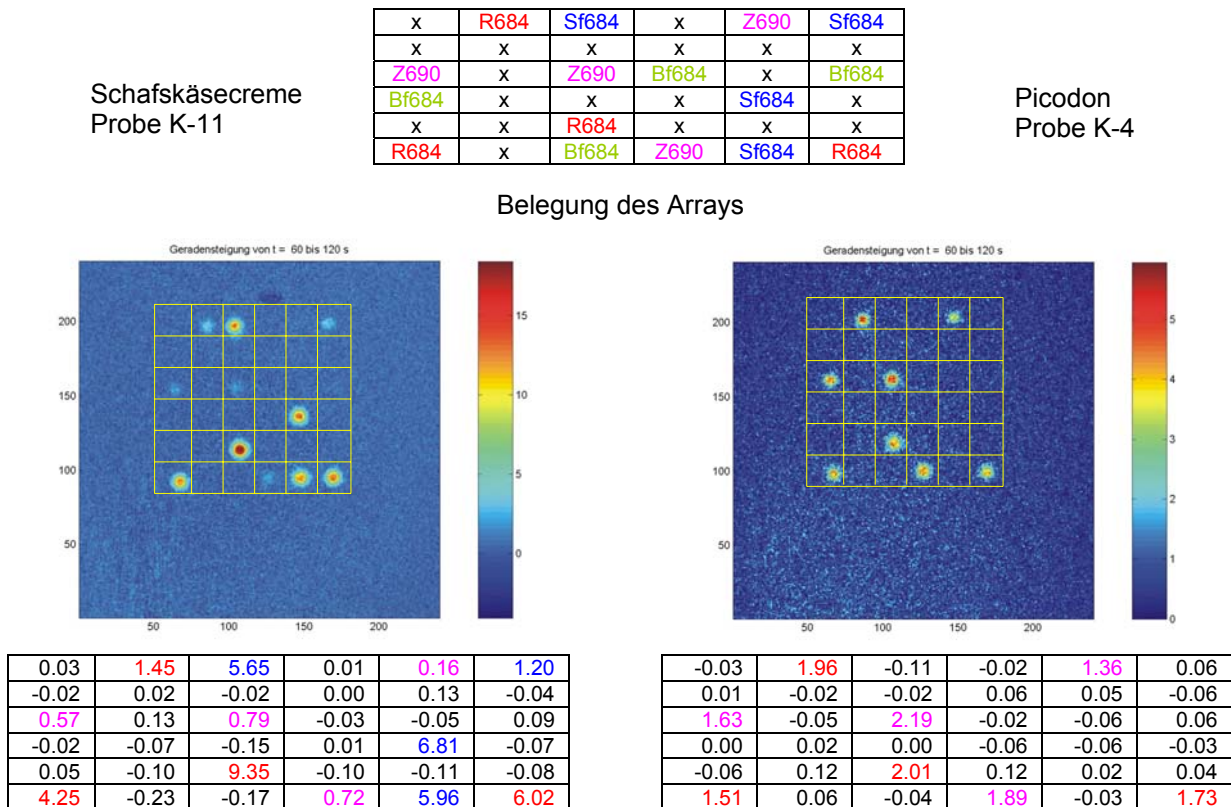 x R684 Sf684 x Z690 Sf684
x x x x x x
Z690 x Z690 Bf684 x Bf684
Bf684 x x x Sf684 x
x x R684 x x x
R684 x Bf684 Z690 Sf684 R684
Schafskäsecreme
Probe K-11
Picodon
Probe K-4
Belegung des Arrays
Geradensteigung von t = 60 bis 120 s
200
150
100
50
50 100 150 200
15
10
5
0
Geradensteigung von t = 60 bis 120 s
200
150
100
50
50 100 150 200
5
4
3
2
1
0
0.03 1.45 5.65 0.01 0.16 1.20
-0.02 0.02 -0.02 0.00 0.13 -0.04
0.57 0.13 0.79 -0.03 -0.05 0.09
-0.02 -0.07 -0.15 0.01 6.81 -0.07
0.05 -0.10 9.35 -0.10 -0.11 -0.08
4.25 -0.23 -0.17 0.72 5.96 6.02
-0.03 1.96 -0.11 -0.02 1.36 0.06
0.01 -0.02 -0.02 0.06 0.05 -0.06
1.63 -0.05 2.19 -0.02 -0.06 0.06
0.00 0.02 0.00 -0.06 -0.06 -0.03
-0.06 0.12 2.01 0.12 0.02 0.04
1.51 0.06 -0.04 1.89 -0.03 1.73